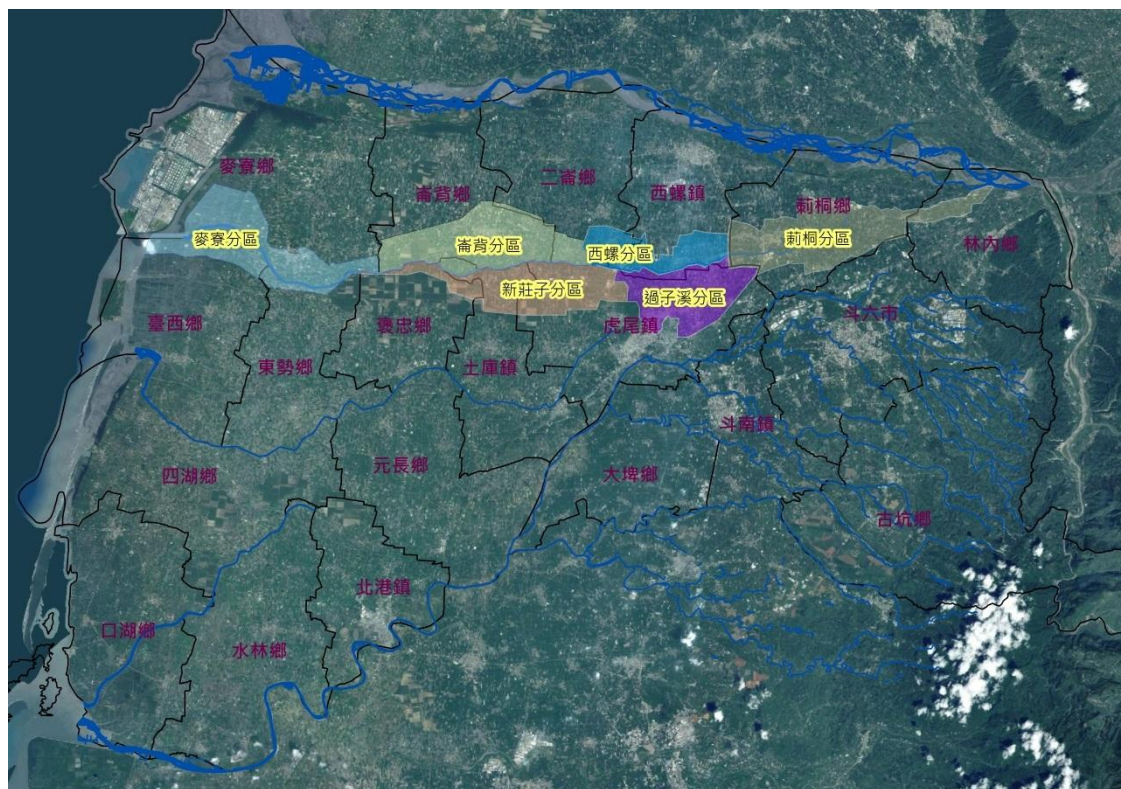 麥寮鄉
崙背鄉
二崙鄉
西螺鎮
莿桐鄉
林內鄉
麥寮分區
崙背分區
西螺分區
莿桐分區
新莊子分區
過子溪分區
臺西鄉
東勢鄉
褒忠鄉
土庫鎮
虎尾鎮
斗六市
四湖鄉
元長鄉
大埤鄉
斗南鎮
古坑鄉
口湖鄉
水林鄉
北港鎮